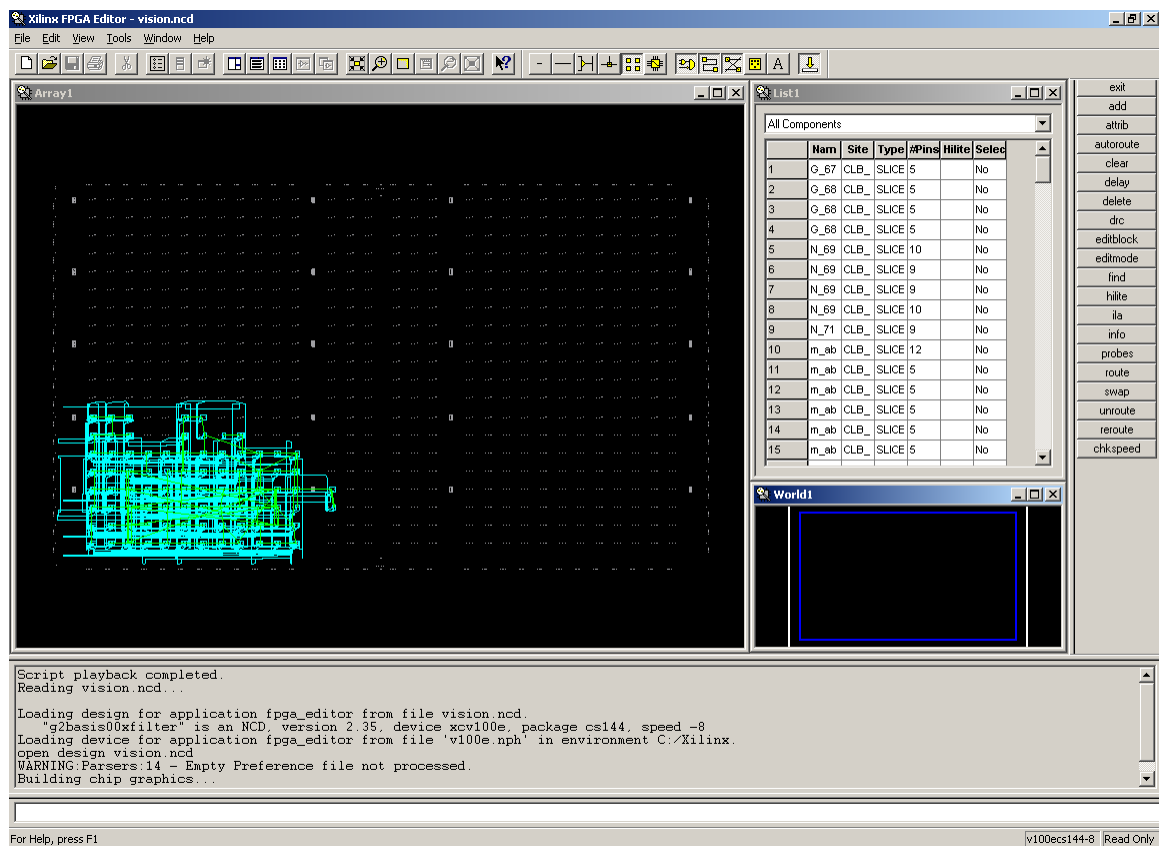 Xilinx FPGA Editor - vision.ncd
File Edit View Tools Window Help
A
Array1
List1
All Components
Nam Site Type #Pins Hilite Selec
1 G_67 CLB_ SLICE 5 No
2 G_68 CLB_ SLICE 5 No
3 G_68 CLB_ SLICE 5 No
4 G_68 CLB_ SLICE 5 No
5 N_69 CLB_ SLICE 10 No
6 N_69 CLB_ SLICE 9 No
7 N_69 CLB_ SLICE 9 No
8 N_69 CLB_ SLICE 10 No
9 N_71 CLB_ SLICE 9 No
10 m_ab CLB_ SLICE 12 No
11 m_ab CLB_ SLICE 5 No
12 m_ab CLB_ SLICE 5 No
13 m_ab CLB_ SLICE 5 No
14 m_ab CLB_ SLICE 5 No
15 m_ab CLB_ SLICE 5 No
World1
exit
add
attrib
autoroute
clear
delay
delete
drc
editblock
editmode
find
hilite
ila
info
probes
route
swap
unroute
reroute
chkspeed
Script playback completed.
Reading vision.ncd...
Loading design for application fpga_editor from file vision.ncd.
"g2basis00xfilter" is an NCD, version 2.35, device xcv100e, package cs144, speed -8
Loading device for application fpga_editor from file 'v100e.nph' in environment C:/Xilinx.
open design vision.ncd
WARNING:Parsers:14 - Empty Preference file not processed.
Building chip graphics...
For Help, press F1
v100ecs144-8 Read Only